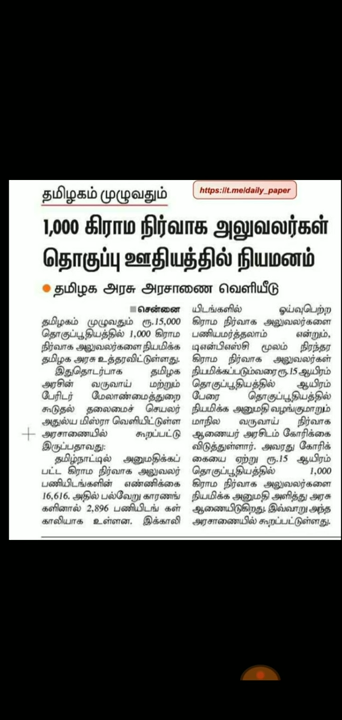 தமிழகம் முழுவதும்
https://t.me/daily_paper
1,000 கிராம நிர்வாக அலுவலர்கள்
தொகுப்பு ஊதியத்தில் நியமனம்
தமிழக அரசு அரசாணை வெளியீடு
சென்னை
தமிழகம் முழுவதும் ரூ.15,000
தொகுப்பூதியத்தில் 1,000 கிராம
நிர்வாக அலுவலர்களை நியமிக்க
தமிழக அரசு உத்தரவிட்டுள்ளது.
இதுதொடர்பாக தமிழக
அரசின் வருவாய் மற்றும்
பேரிடர் மேலாண்மைத்துறை
கூடுதல் தலைமைச் செயலர்
அதுல்ய மிஸ்ரா வெளியிட்டுள்ள
அரசாணையில் கூறப்பட்டு
இருப்பதாவது:
தமிழ்நாட்டில் அனுமதிக்கப்
பட்ட கிராம நிர்வாக அலுவலர்
பணியிடங்களின் எண்ணிக்கை
16,616. அதில் பல்வேறு காரணங்
களினால் 2,896 பணியிடங் கள்
காலியாக உள்ளன. இக்காலி
யிடங்களில் ஓய்வுபெற்ற
கிராம நிர்வாக அலுவலர்களை
பணியமர்த்தலாம் என்றும்,
டிஎன்பிஎஸ்சி மூலம் நிரந்தர
கிராம நிர்வாக அலுவலர்கள்
நியமிக்கப்படும்வரை ரூ.15 ஆயிரம்
தொகுப்பூதியத்தில் ஆயிரம்
பேரை தொகுப்பூதியத்தில்
நியமிக்க அனுமதி வழங்குமாறும்
மாநில வருவாய் நிர்வாக
ஆணையர் அரசிடம் கோரிக்கை
விடுத்துள்ளார். அவரது கோரிக்
கையை ஏற்று ரூ.15 ஆயிரம்
தொகுப்பூதியத்தில் 1,000
கிராம நிர்வாக அலுவலர்களை
நியமிக்க அனுமதி அளித்து அரசு
ஆணையிடுகிறது. இவ்வாறு அந்த
அரசாணையில் கூறப்பட்டுள்ளது.